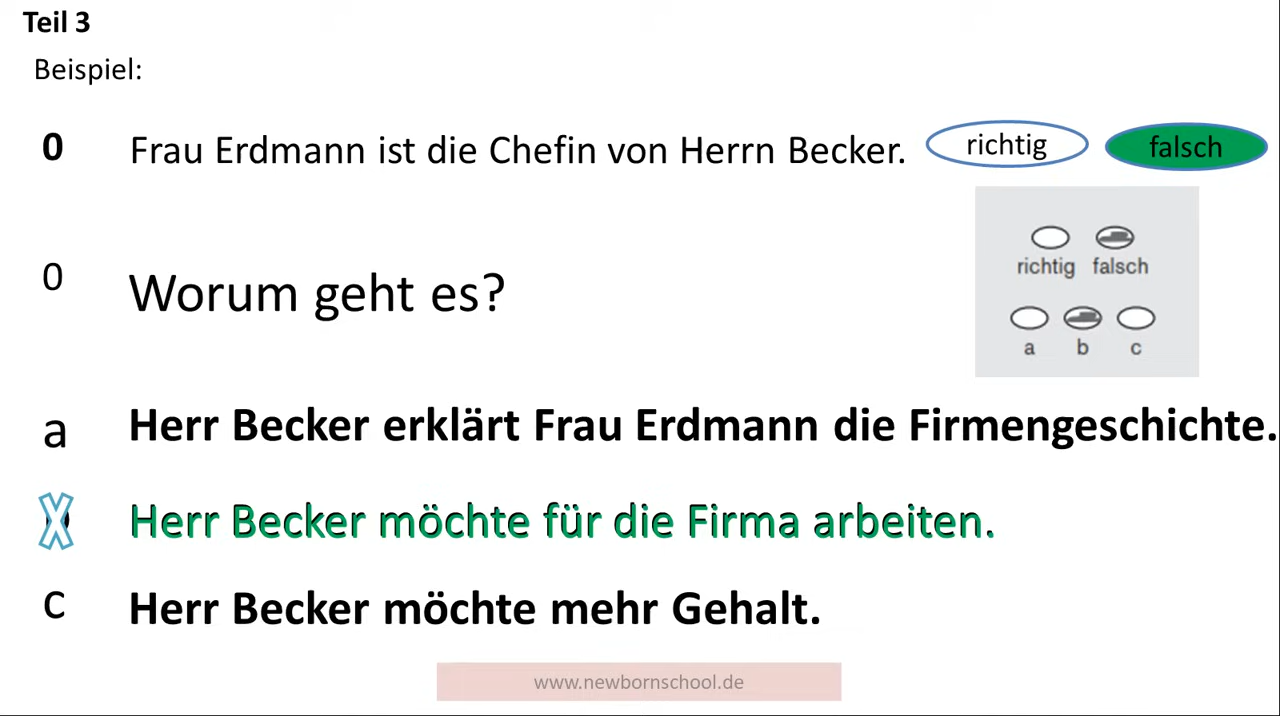 Teil 3
Beispiel:
0 Frau Erdmann ist die Chefin von Herrn Becker. richtig falsch
richtig falsch
0 Worum geht es?
a b c
a Herr Becker erklärt Frau Erdmann die Firmengeschichte.
X Herr Becker möchte für die Firma arbeiten.
c Herr Becker möchte mehr Gehalt.
www.newbornschool.de